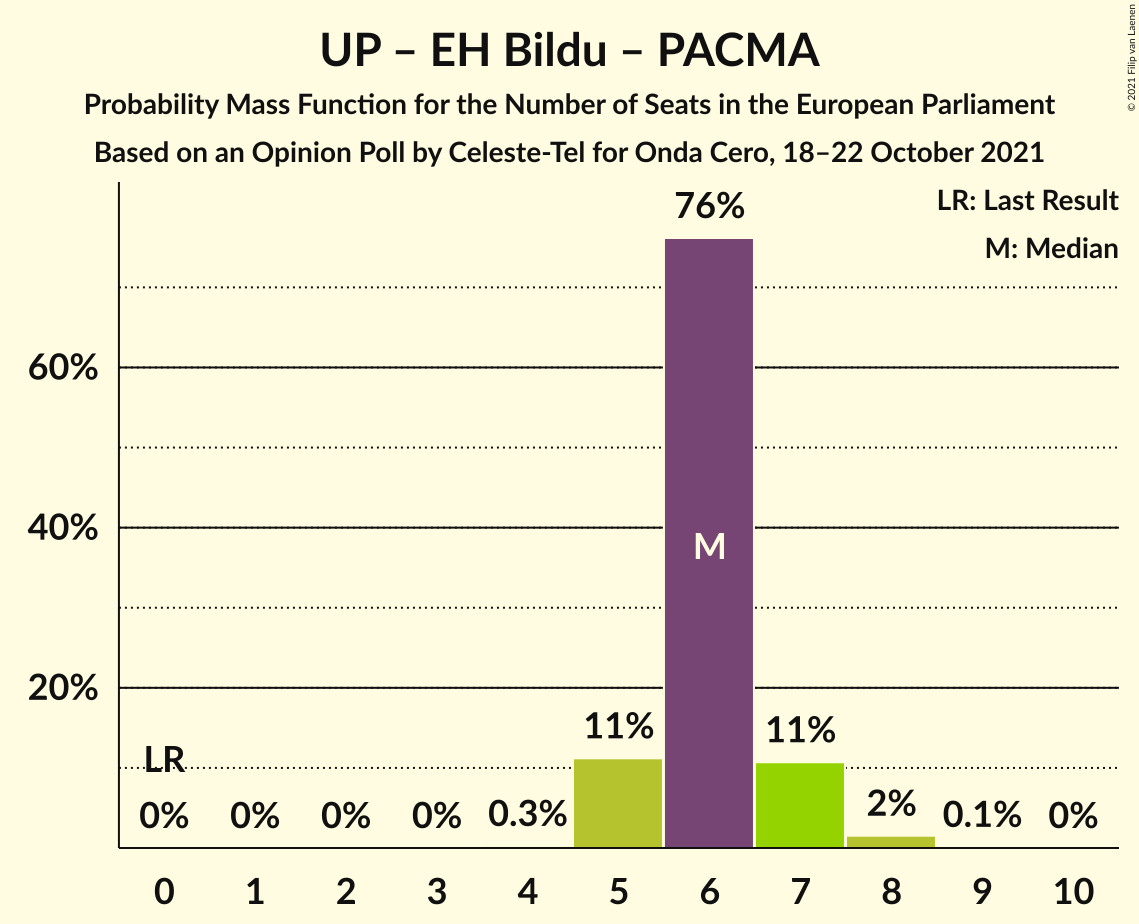 UP – EH Bildu – PACMA
Probability Mass Function for the Number of Seats in the European Parliament
Based on an Opinion Poll by Celeste-Tel for Onda Cero, 18–22 October 2021
© 2021 Filip van Laenen
LR: Last Result
M: Median
76%
60%
40%
20%
M
LR
0%
0%
0%
0%
0.3%
11%
11%
2%
0.1%
0%
0 1 2 3 4 5 6 7 8 9 10